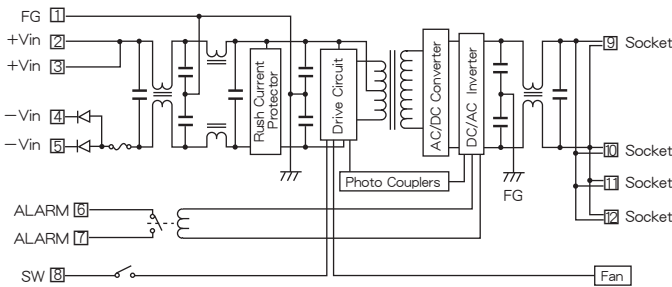 FG 1
+Vin 2
+Vin 3
−Vin 4
−Vin 5
ALARM 6
ALARM 7
SW 8
Rush Current
Protector
Drive Circuit
Photo Couplers
AC/DC Converter
DC/AC Inverter
FG
Fan
9 Socket
10 Socket
11 Socket
12 Socket